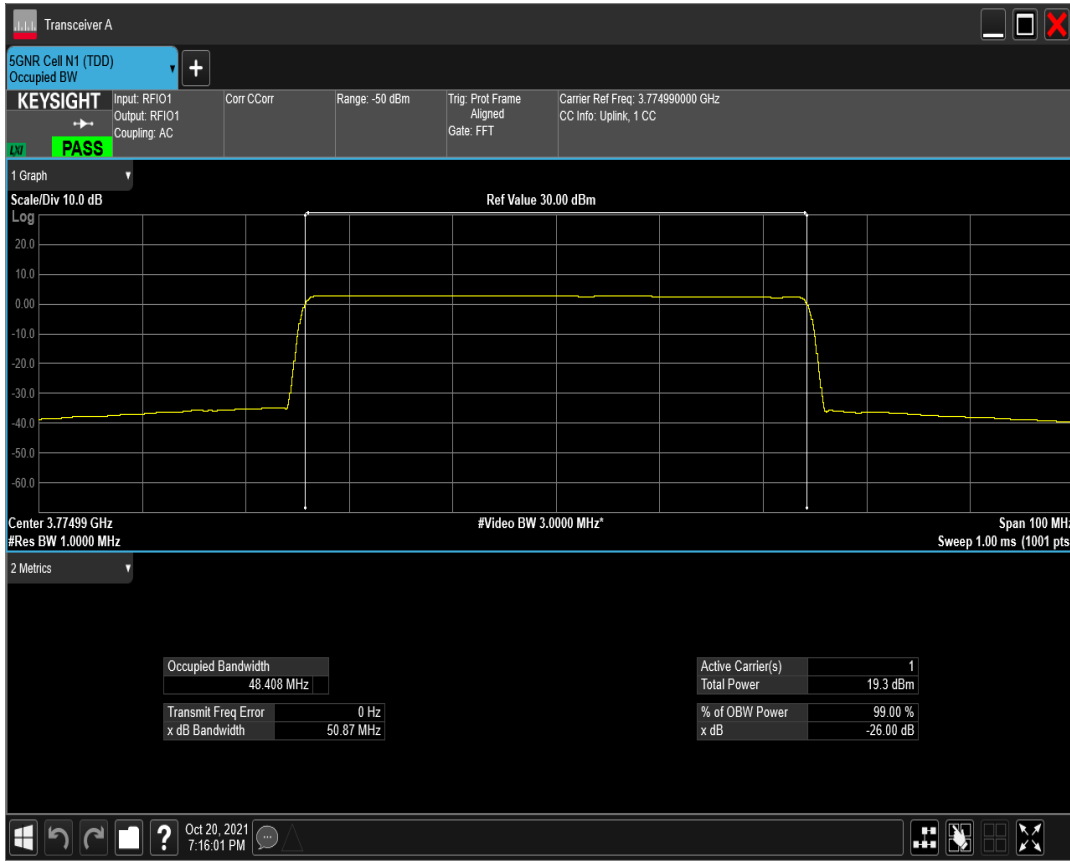 Transceiver A
5GNR Cell N1 (TDD)
Occupied BW
+
KEYSIGHT
LXI
PASS
Input: RFIO1
Output: RFIO1
Coupling: AC
Corr CCorr
Range: -50 dBm
Trig: Prot Frame
Aligned
Gate: FFT
Carrier Ref Freq: 3.774990000 GHz
CC Info: Uplink, 1 CC
1 Graph
Scale/Div 10.0 dB
Ref Value 30.00 dBm
Log
20.0
10.0
0.00
-10.0
-20.0
-30.0
-40.0
-50.0
-60.0
Center 3.77499 GHz
#Video BW 3.0000 MHz*
Span 100 MHz
#Res BW 1.0000 MHz
Sweep 1.00 ms (1001 pts
2 Metrics
Occupied Bandwidth
48.408 MHz
Transmit Freq Error 0 Hz
x dB Bandwidth 50.87 MHz
Active Carrier(s) 1
Total Power 19.3 dBm
% of OBW Power 99.00 %
x dB -26.00 dB
?
Oct 20, 2021
7:16:01 PM